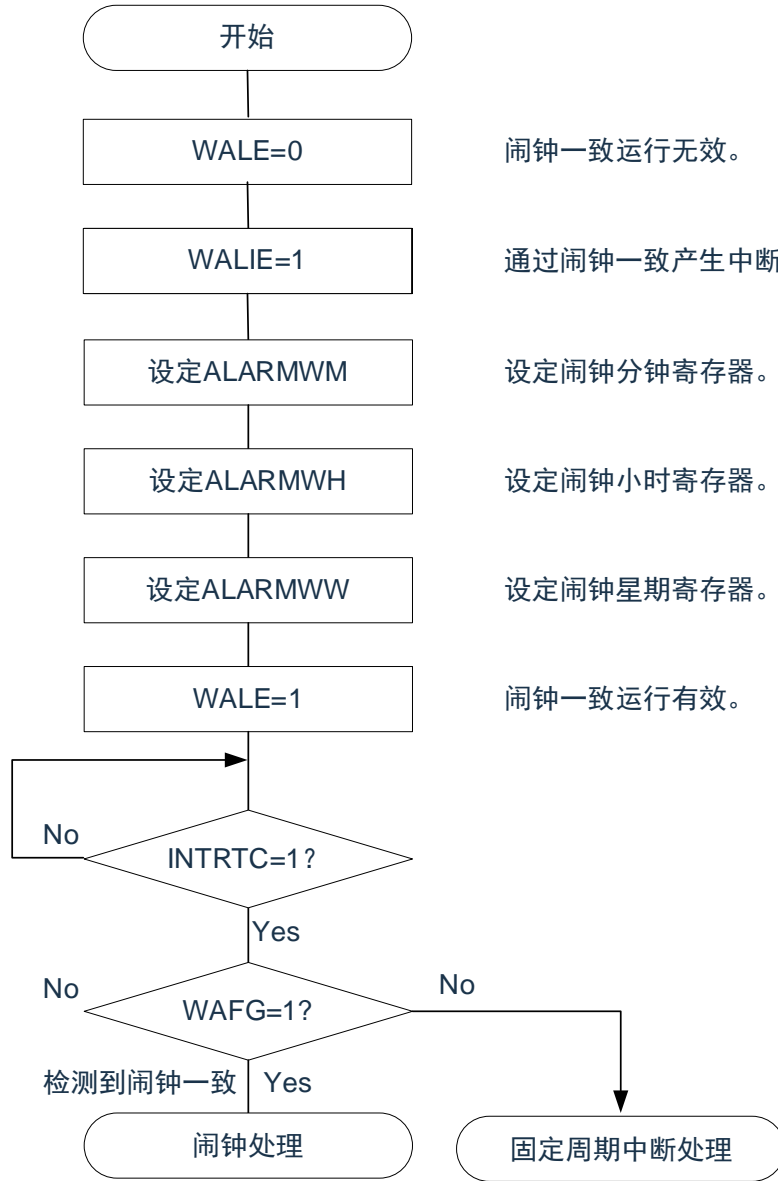 开始
WALE=0
闹钟一致运行无效。
WALIE=1
通过闹钟一致产生中断
设定ALARMWM
设定闹钟分钟寄存器。
设定ALARMWH
设定闹钟小时寄存器。
设定ALARMWW
设定闹钟星期寄存器。
WALE=1
闹钟一致运行有效。
No
INTRTC=1?
Yes
No
WAFG=1?
No
检测到闹钟一致
Yes
闹钟处理
固定周期中断处理